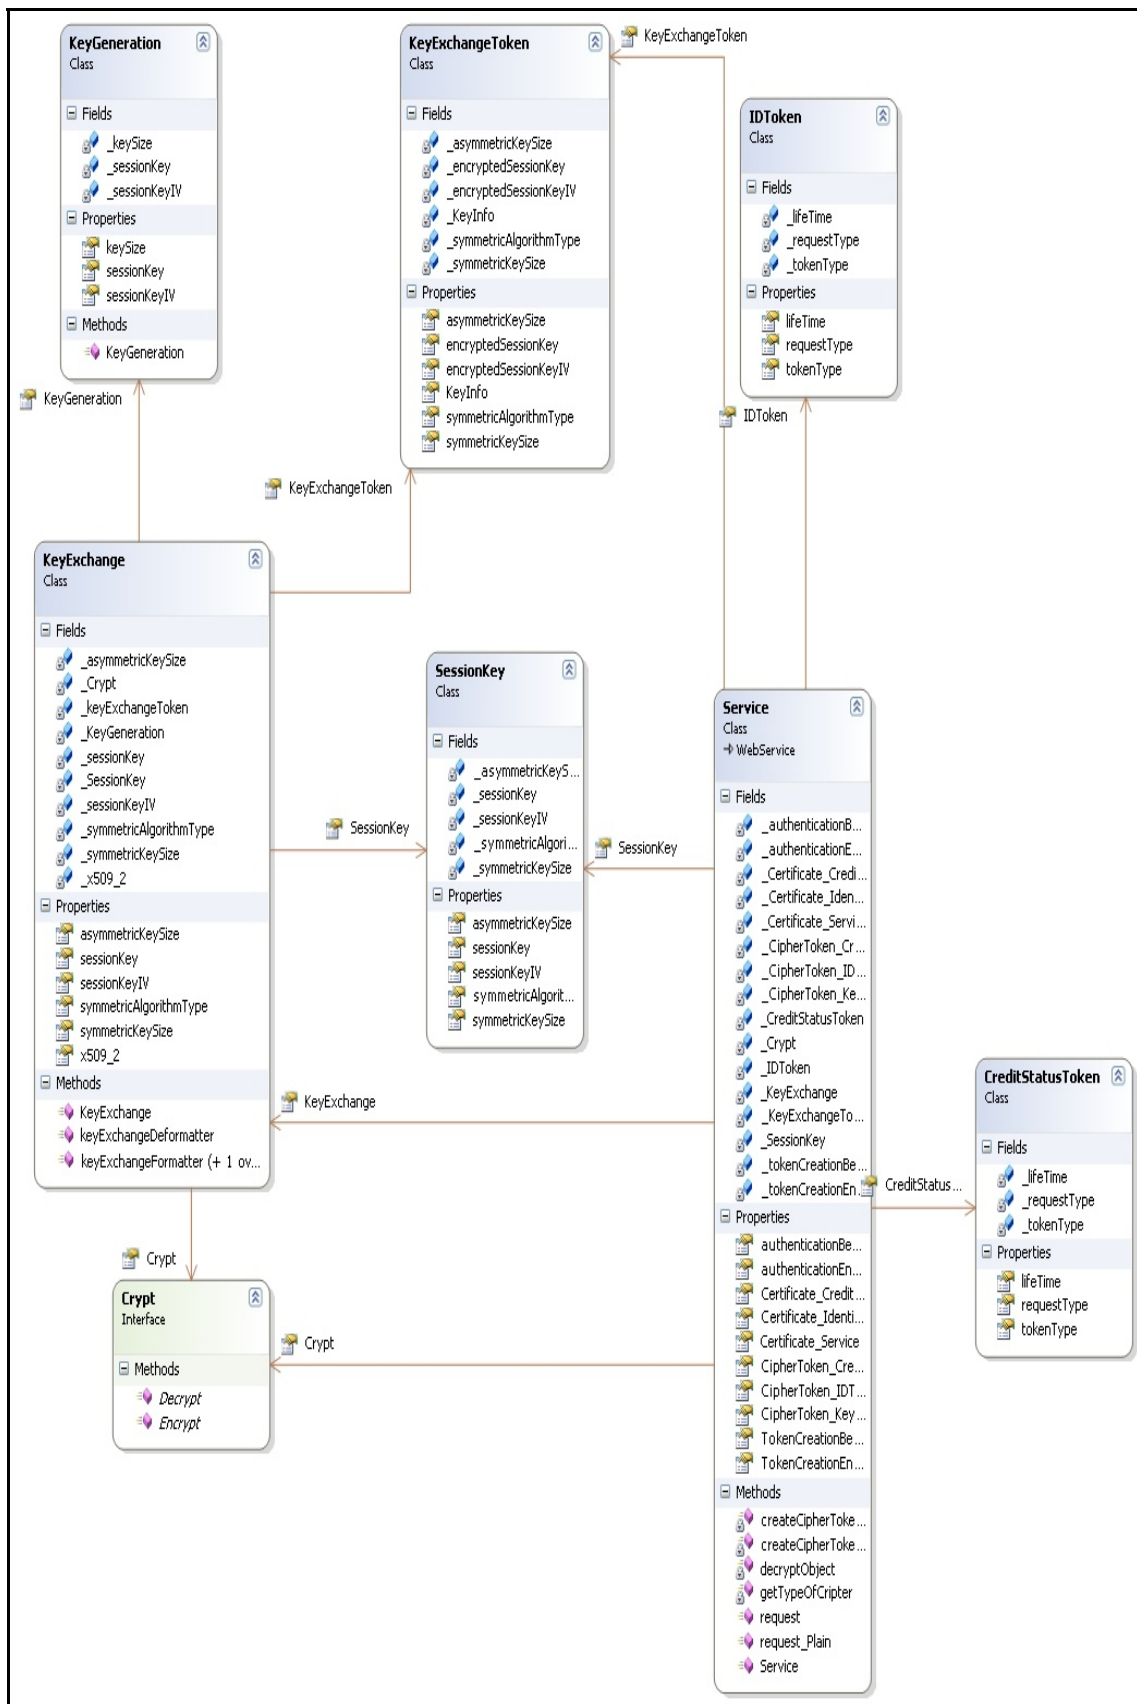 KeyGeneration
Class
Fields
_keySize
_sessionKey
_sessionKeyIV
Properties
keySize
sessionKey
sessionKeyIV
Methods
KeyGeneration
KeyGeneration
KeyExchangeToken
Class
Fields
_asymmetricKeySize
_encryptedSessionKey
_encryptedSessionKeyIV
_KeyInfo
_symmetricAlgorithmType
_symmetricKeySize
Properties
asymmetricKeySize
encryptedSessionKey
encryptedSessionKeyIV
KeyInfo
symmetricAlgorithmType
symmetricKeySize
KeyExchangeToken
KeyExchangeToken
IDToken
Class
Fields
_lifeTime
_requestType
_tokenType
Properties
lifeTime
requestType
tokenType
IDToken
KeyExchange
Class
Fields
_asymmetricKeySize
_Crypt
_keyExchangeToken
_KeyGeneration
_sessionKey
_SessionKey
_sessionKeyIV
_symmetricAlgorithmType
_symmetricKeySize
_x509_2
Properties
asymmetricKeySize
sessionKey
sessionKeyIV
symmetricAlgorithmType
symmetricKeySize
x509_2
Methods
KeyExchange
keyExchangeDeformatter
keyExchangeFormatter (+ 1 ov...
SessionKey
SessionKey
Class
Fields
_asymmetricKeyS...
_sessionKey
_sessionKeyIV
_symmetricAlgori...
_symmetricKeySize
Properties
asymmetricKeySize
sessionKey
sessionKeyIV
symmetricAlgorit...
symmetricKeySize
SessionKey
KeyExchange
Service
Class
WebService
Fields
_authenticationB...
_authenticationE...
_Certificate_Credi...
_Certificate_Iden...
_Certificate_Servi...
_CipherToken_Cr...
_CipherToken_ID...
_CipherToken_Ke...
_CreditStatusToken
_Crypt
_IDToken
_KeyExchange
_KeyExchangeTo...
_SessionKey
_tokenCreationBe...
_tokenCreationEn...
Properties
authenticationBe...
authenticationEn...
Certificate_Credit...
Certificate_Identi...
Certificate_Service
CipherToken_Cre...
CipherToken_IDT...
CipherToken_Key...
TokenCreationBe...
TokenCreationEn...
Methods
createCipherToke...
createCipherToke...
decryptObject
getTypeOfCripter
request
request_Plain
Service
CreditStatus...
CreditStatusToken
Class
Fields
_lifeTime
_requestType
_tokenType
Properties
lifeTime
requestType
tokenType
Crypt
Crypt
Interface
Methods
Decrypt
Encrypt
Crypt